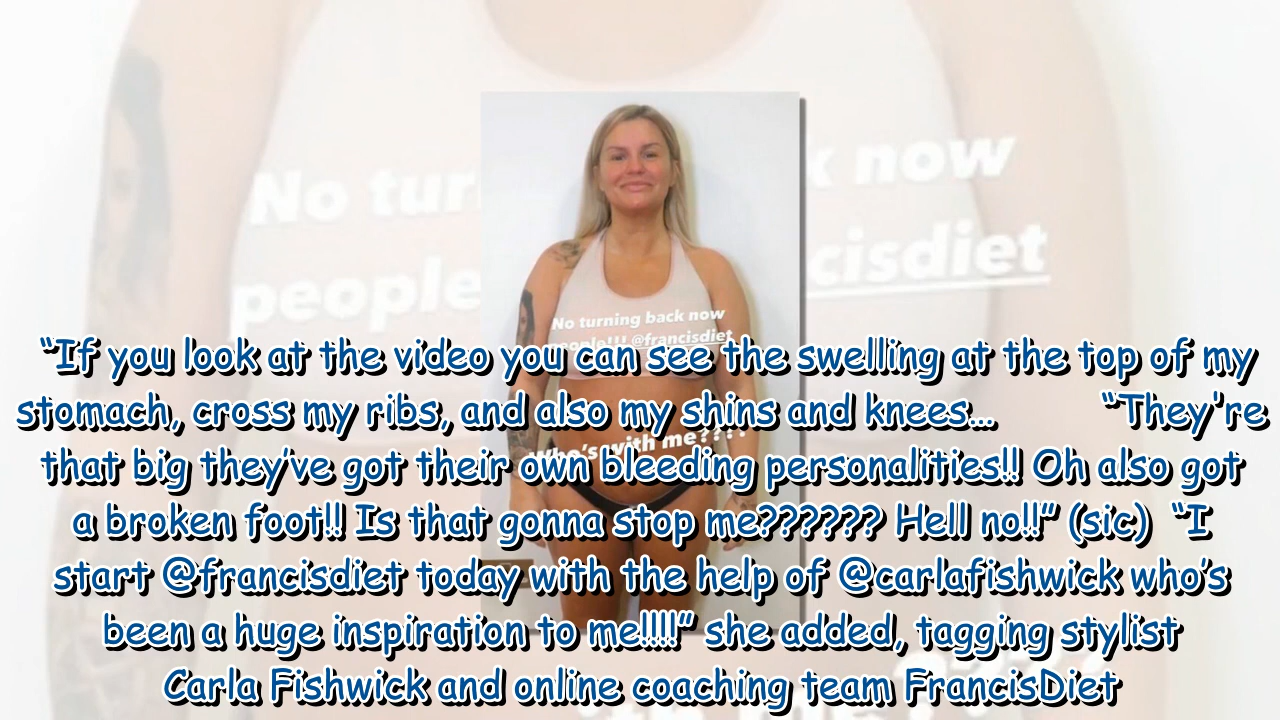 No turning back now
people!!! @francisdiet
Who's with me????
“If you look at the video you can see the swelling at the top of my
stomach, cross my ribs, and also my shins and knees... “They're
that big they’ve got their own bleeding personalities!! Oh also got
a broken foot!! Is that gonna stop me?????? Hell no!!” (sic) “I
start @francisdiet today with the help of @carlafishwick who’s
been a huge inspiration to me!!!!” she added, tagging stylist
Carla Fishwick and online coaching team FrancisDiet